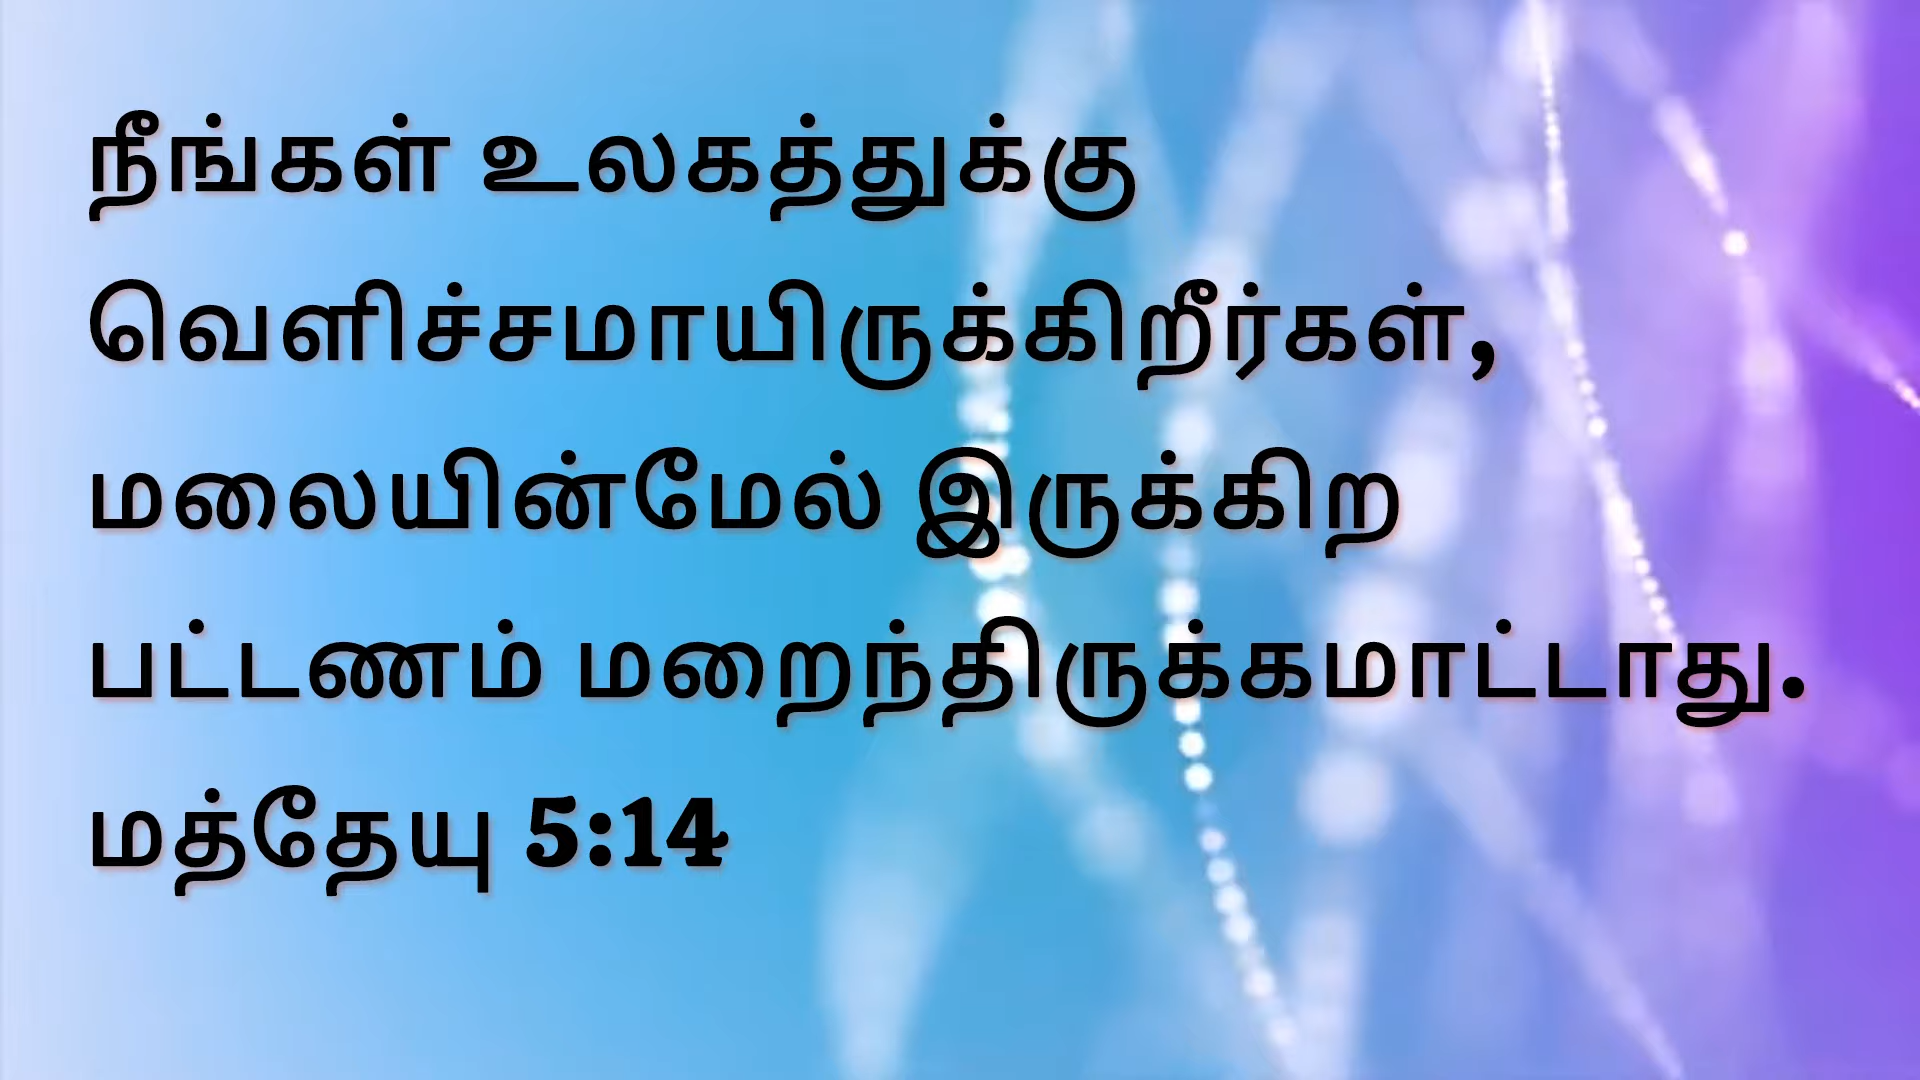 நீங்கள் உலகத்துக்கு
வெளிச்சமாயிருக்கிறீர்கள்,
மலையின்மேல் இருக்கிற
பட்டணம் மறைந்திருக்கமாட்டாது.
மத்தேயு 5:14